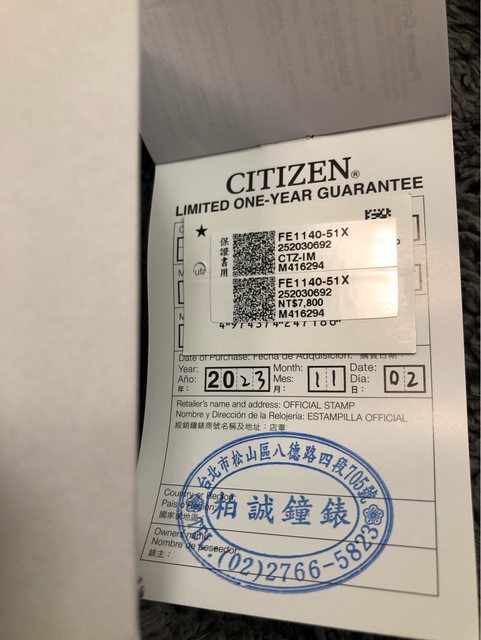 CITIZEN®
LIMITED ONE-YEAR GUARANTEE
★
保證書用
FE1140-51X
252030692
CTZ-IM
M416294
FE1140-51X
252030692
NT$7,800
M416294
Date of Purchase: Fecha de Adquisición: 購買日期
Year: Año: 年: 2023 Month: Mes: 月: 11 Date: Día: 日: 02
Retailer's name and address: OFFICIAL STAMP
Nombre y Dirección de la Relojería: ESTAMPILLA OFFICIAL
經銷鐘錶商號名稱及地址：店章
台北市松山區八德路四段705號
柏誠鐘錶
(02)2766-5823
Country or Region:
País o Región:
國家或地區:
Owner's name:
Nombre de poseedor:
錶主：